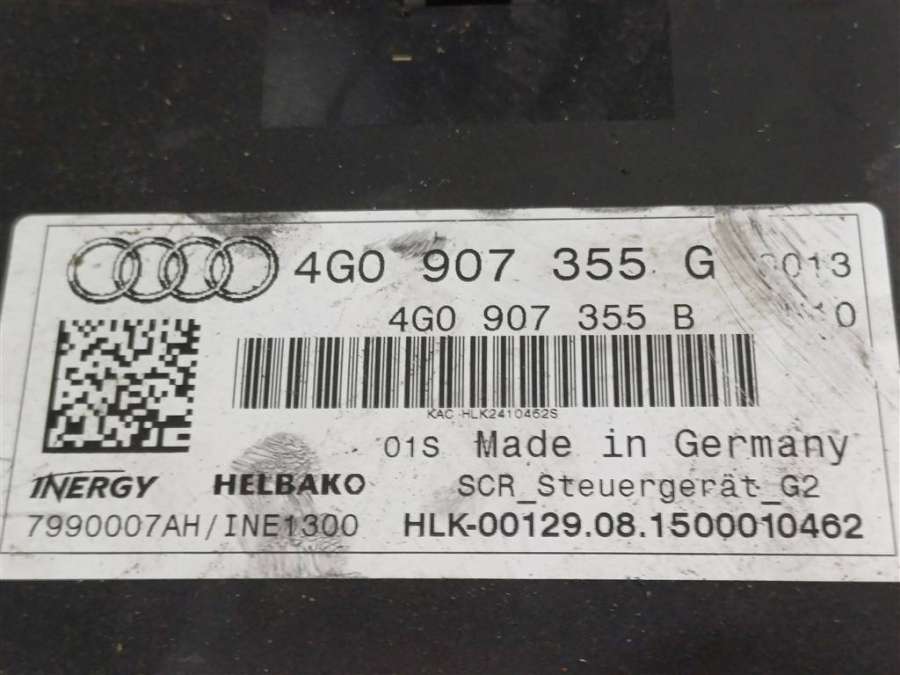 4G0 907 355 G 0013
4G0 907 355 B
KAC HLK2410462S
01S Made in Germany
INERGY HELBAKO SCR_Steuergerät_G2
7990007AH/INE1300 HLK-00129.08.1500010462